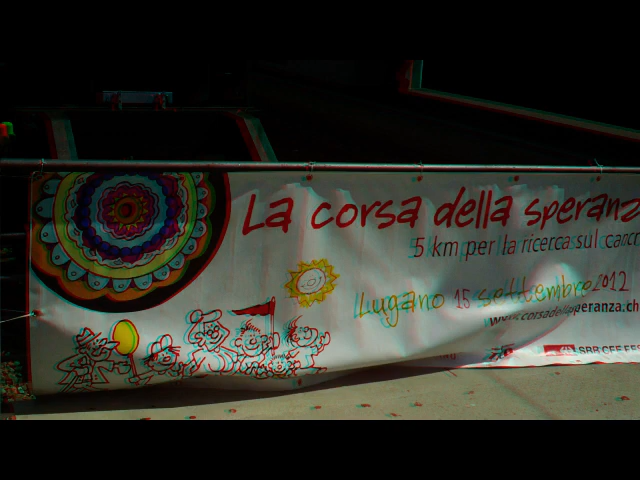 La corsa della speranz
5 km per la ricerca sul cancr
Lugano 15 settembre 2012
www.corsadellasperanza.ch
SBB CFF FFS